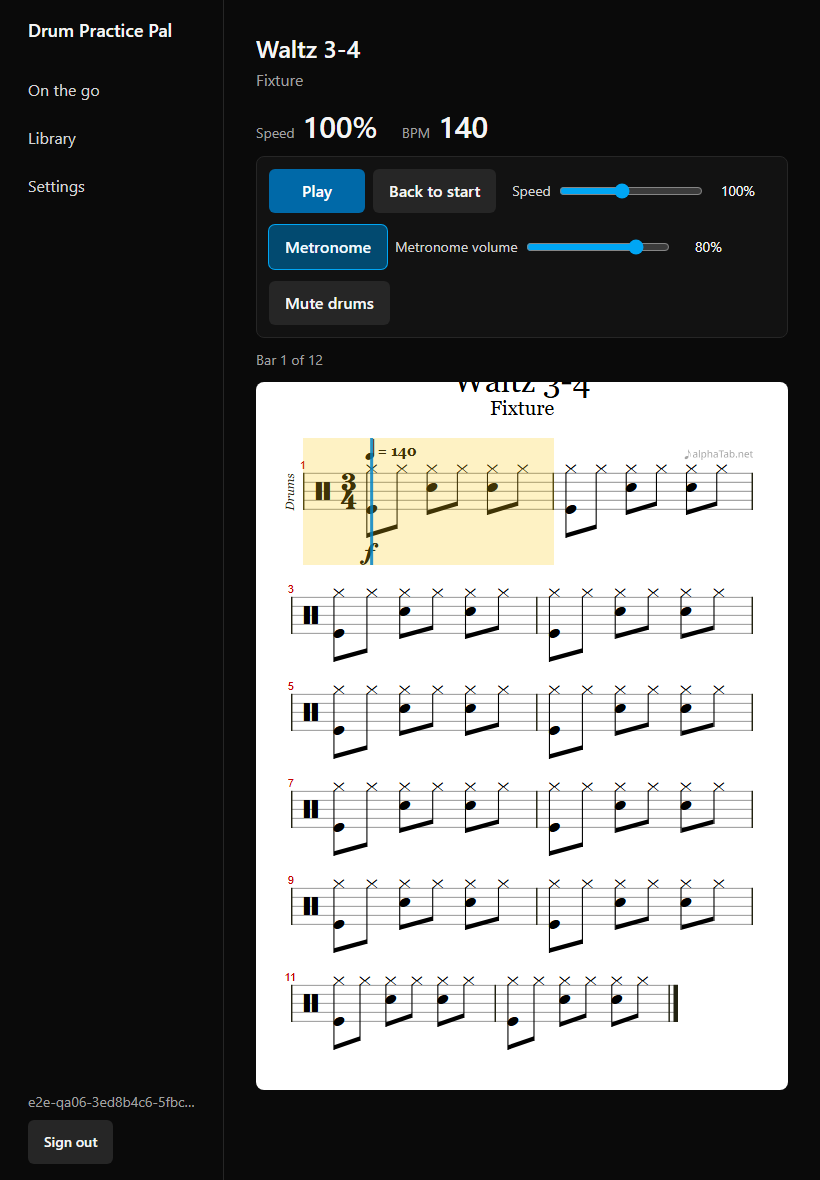 Drum Practice Pal
On the go
Library
Settings
Waltz 3-4
Fixture
Speed 100% BPM 140
Play Back to start Speed 100%
Metronome Metronome volume 80%
Mute drums
Bar 1 of 12
Waltz 3-4
Fixture
= 140
alphaTab.net
1
Drums
3
4
f
3
5
7
9
11
e2e-qa06-3ed8b4c6-5fbc...
Sign out